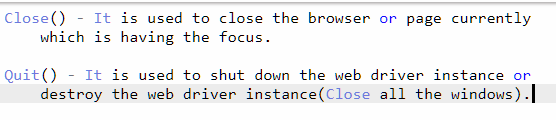 Close() - It is used to close the browser or page currently
which is having the focus.
Quit() - It is used to shut down the web driver instance or
destroy the web driver instance(Close all the windows).